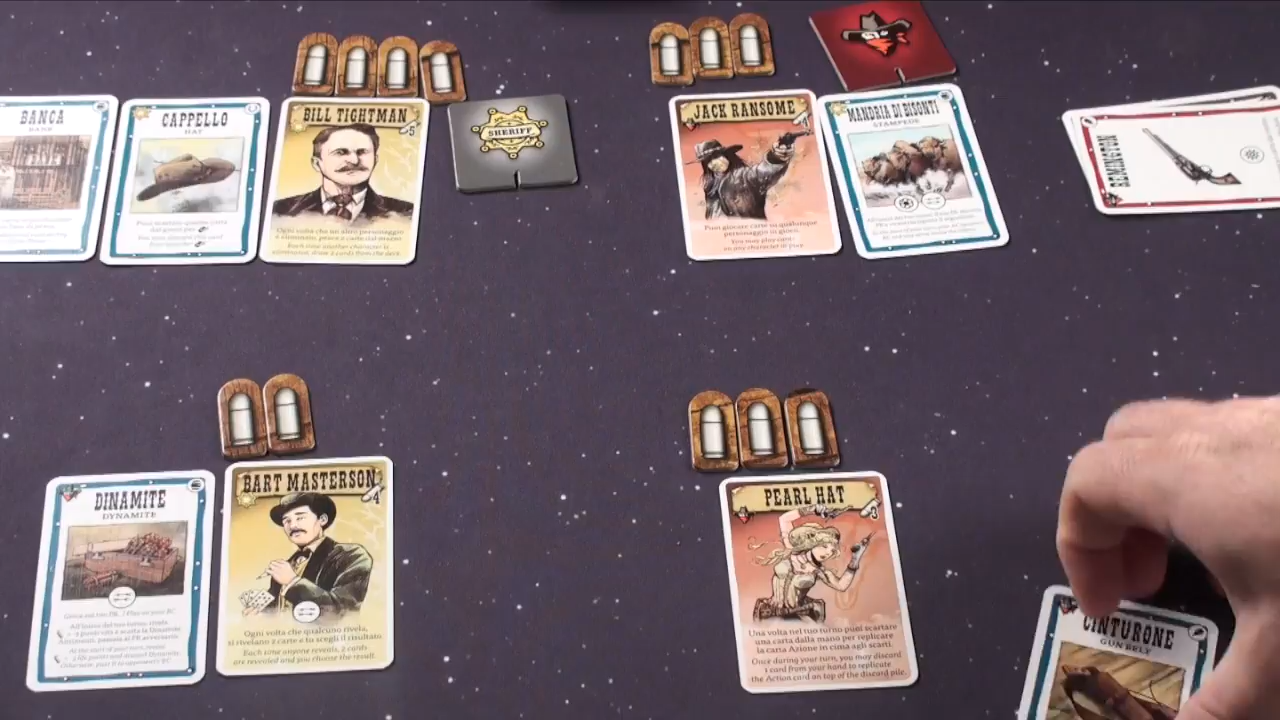 BANCA
BANK
CAPPELLO
HAT
BILL TIGHTMAN
5
Ogni volta che un altro personaggio
è eliminato, pesca 2 carte dal mazzo.
Each time another character is
eliminated, draw 2 cards from the deck.
SHERIFF
JACK RANSOME
4
Puoi giocare carte su qualunque
personaggio in gioco.
You may play cards
on any character in play.
MANDRIA DI BISONTI
STAMPEDE
REMINGTON
DINAMITE
DYNAMITE
BART MASTERSON
4
Ogni volta che qualcuno rivela,
si rivelano 2 carte e tu scegli il risultato.
Each time anyone reveals, 2 cards
are revealed and you choose the result.
PEARL HAT
3
Una volta nel tuo turno puoi scartare
una carta dalla mano per replicare
la carta Azione in cima agli scarti.
Once during your turn, you may discard
1 card from your hand to replicate
the Action card on top of the discard pile.
CINTURONE
GUN BELT